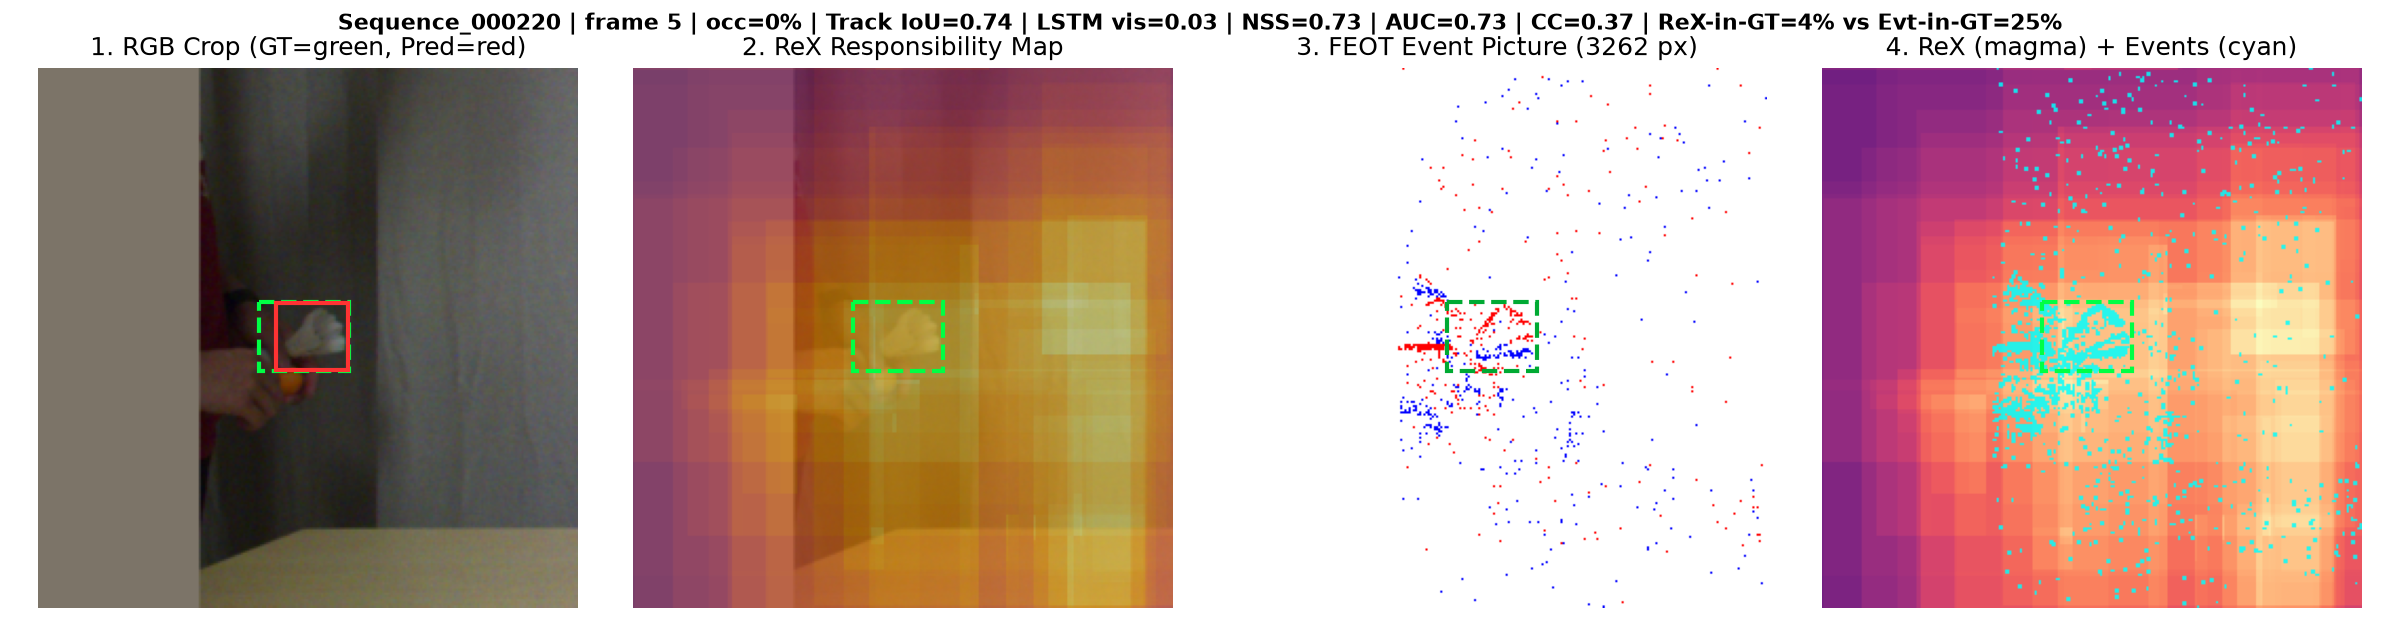 Sequence_000220 | frame 5 | occ=0% | Track IoU=0.74 | LSTM vis=0.03 | NSS=0.73 | AUC=0.73 | CC=0.37 | ReX-in-GT=4% vs Evt-in-GT=25%
1. RGB Crop (GT=green, Pred=red)
2. ReX Responsibility Map
3. FEOT Event Picture (3262 px)
4. ReX (magma) + Events (cyan)